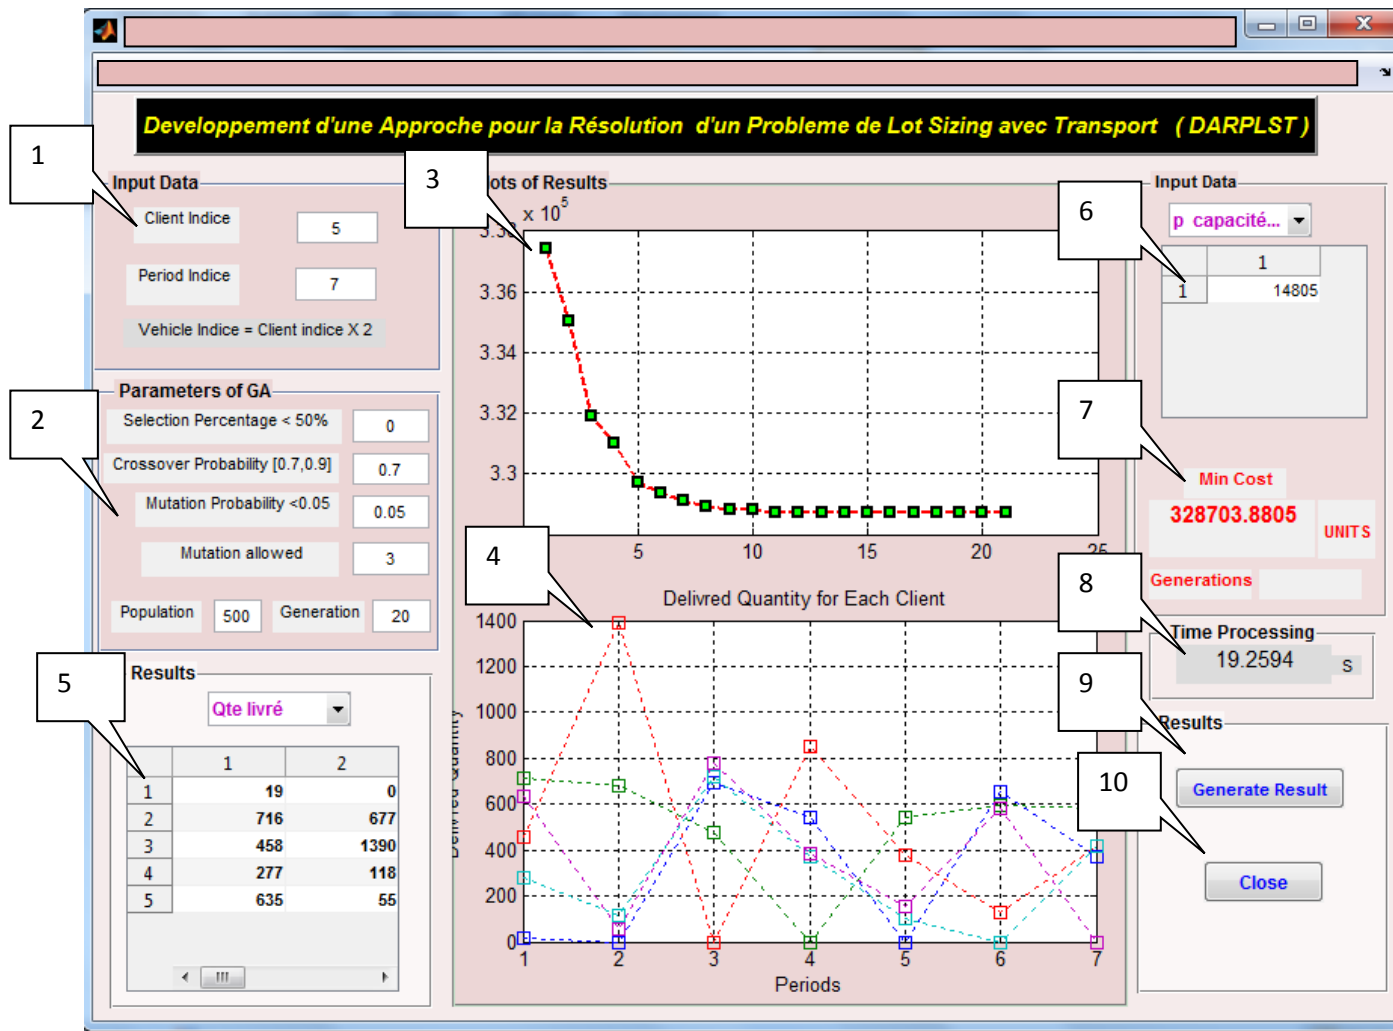 Developpement d'une Approche pour la Résolution d'un Probleme de Lot Sizing avec Transport ( DARPLST )
1
Input Data
Client Indice
5
Period Indice
7
Vehicle Indice = Client indice X 2
2
Parameters of GA
Selection Percentage < 50%
0
Crossover Probability [0.7,0.9]
0.7
Mutation Probability <0.05
0.05
Mutation allowed
3
Population
500
Generation
20
5
Results
Qte livré
1 2
1 19 0
2 716 677
3 458 1390
4 277 118
5 635 55
3
lots of Results
x 10^5
3.38
3.36
3.34
3.32
3.3
5 10 15 20 25
4
Delivred Quantity for Each Client
1400
1200
1000
800
600
400
200
0
Delivred Quantity
1 2 3 4 5 6 7
Periods
6
Input Data
p capacité...
1
1 14805
7
Min Cost
328703.8805
UNITS
Generations
8
Time Processing
19.2594
S
9
Results
Generate Result
10
Close